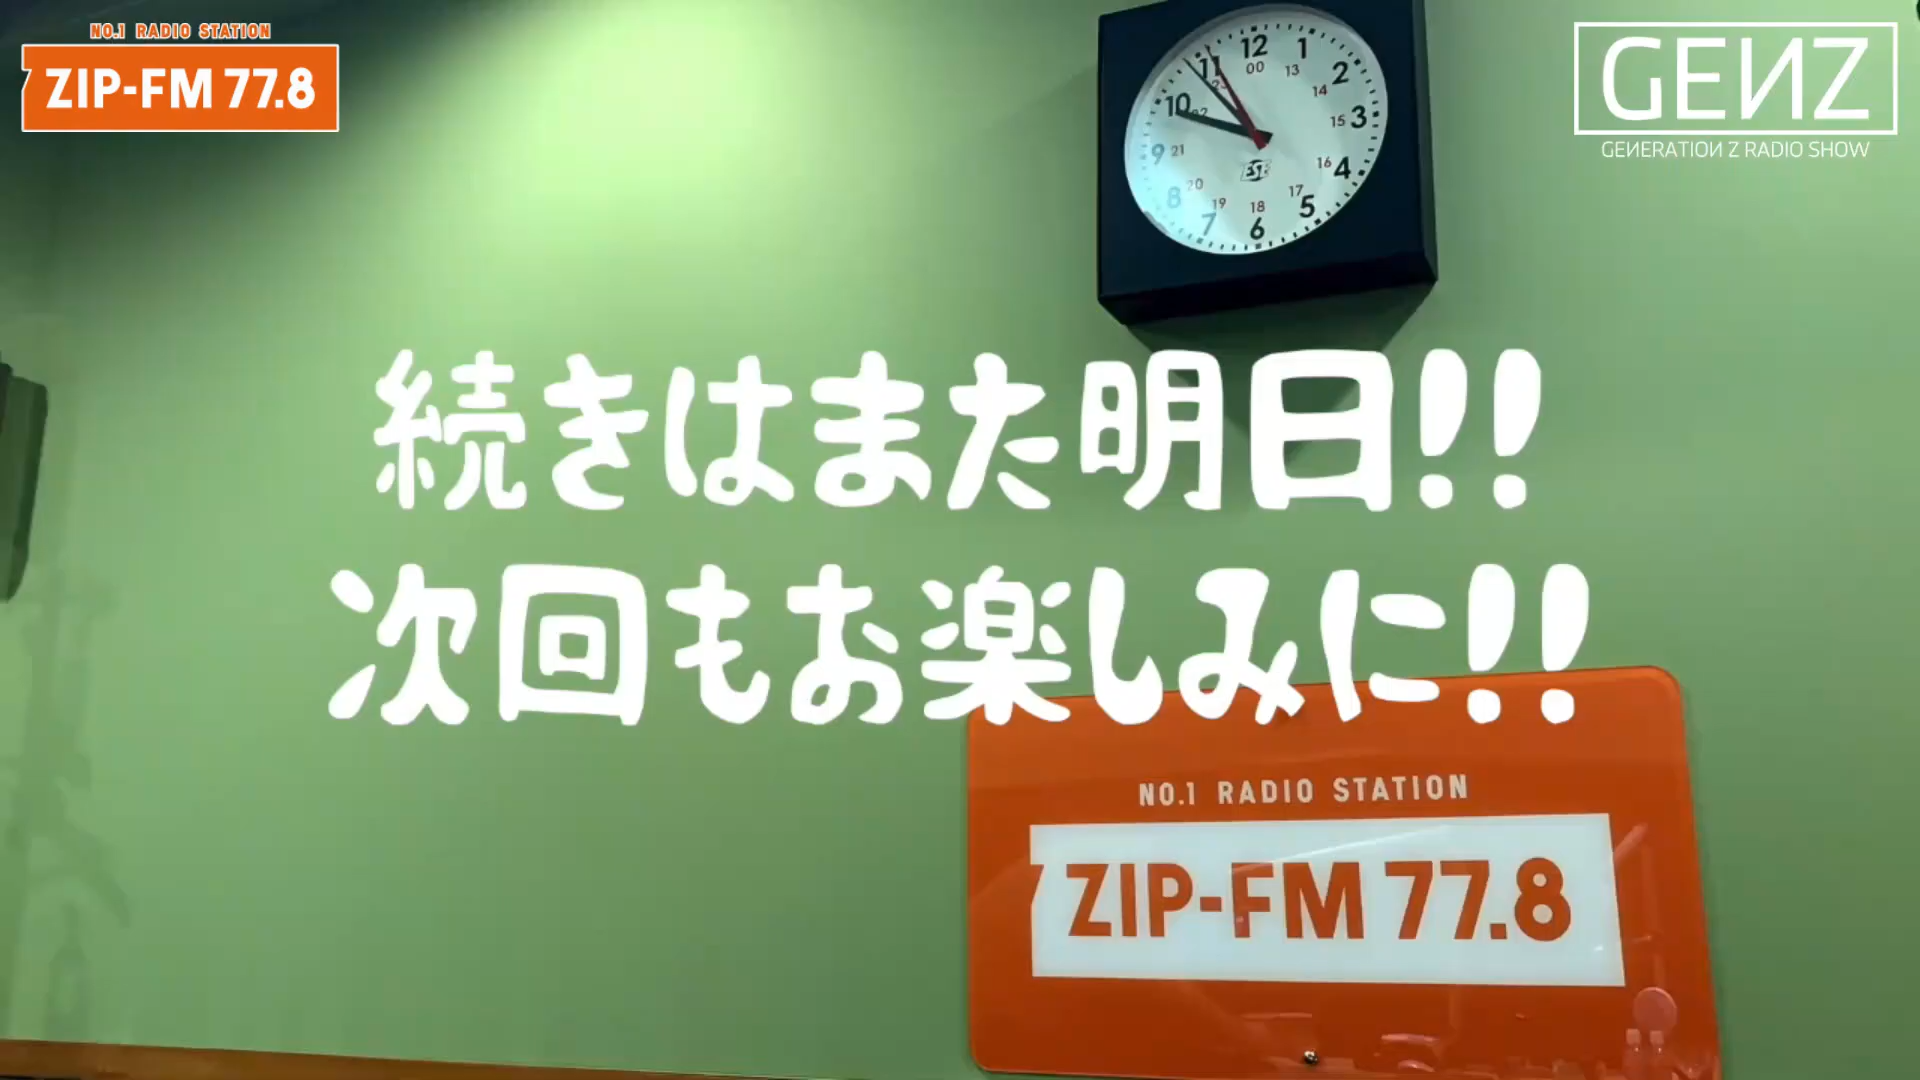 NO.1 RADIO STATION
ZIP-FM 77.8
GENZ
GENERATION Z RADIO SHOW
12
1
2
3
4
5
6
7
8
9
10
11
00
13
14
15
16
17
18
19
20
21
続きはまた明日!!
次回もお楽しみに!!
NO.1 RADIO STATION
ZIP-FM 77.8